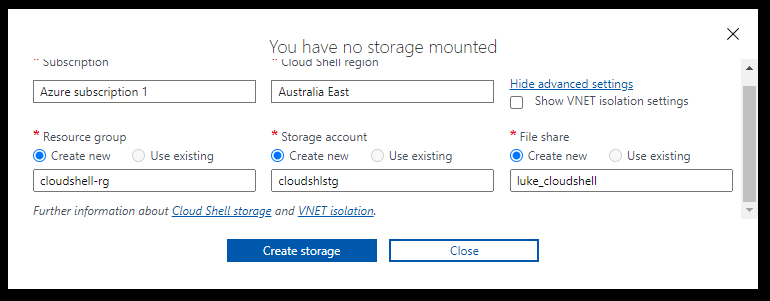 You have no storage mounted
* Subscription * Cloud Shell region
Azure subscription 1 Australia East Hide advanced settings
Show VNET isolation settings
* Resource group * Storage account * File share
Create new Use existing Create new Use existing Create new Use existing
cloudshell-rg cloudshlstg luke_cloudshell
Further information about Cloud Shell storage and VNET isolation.
Create storage Close